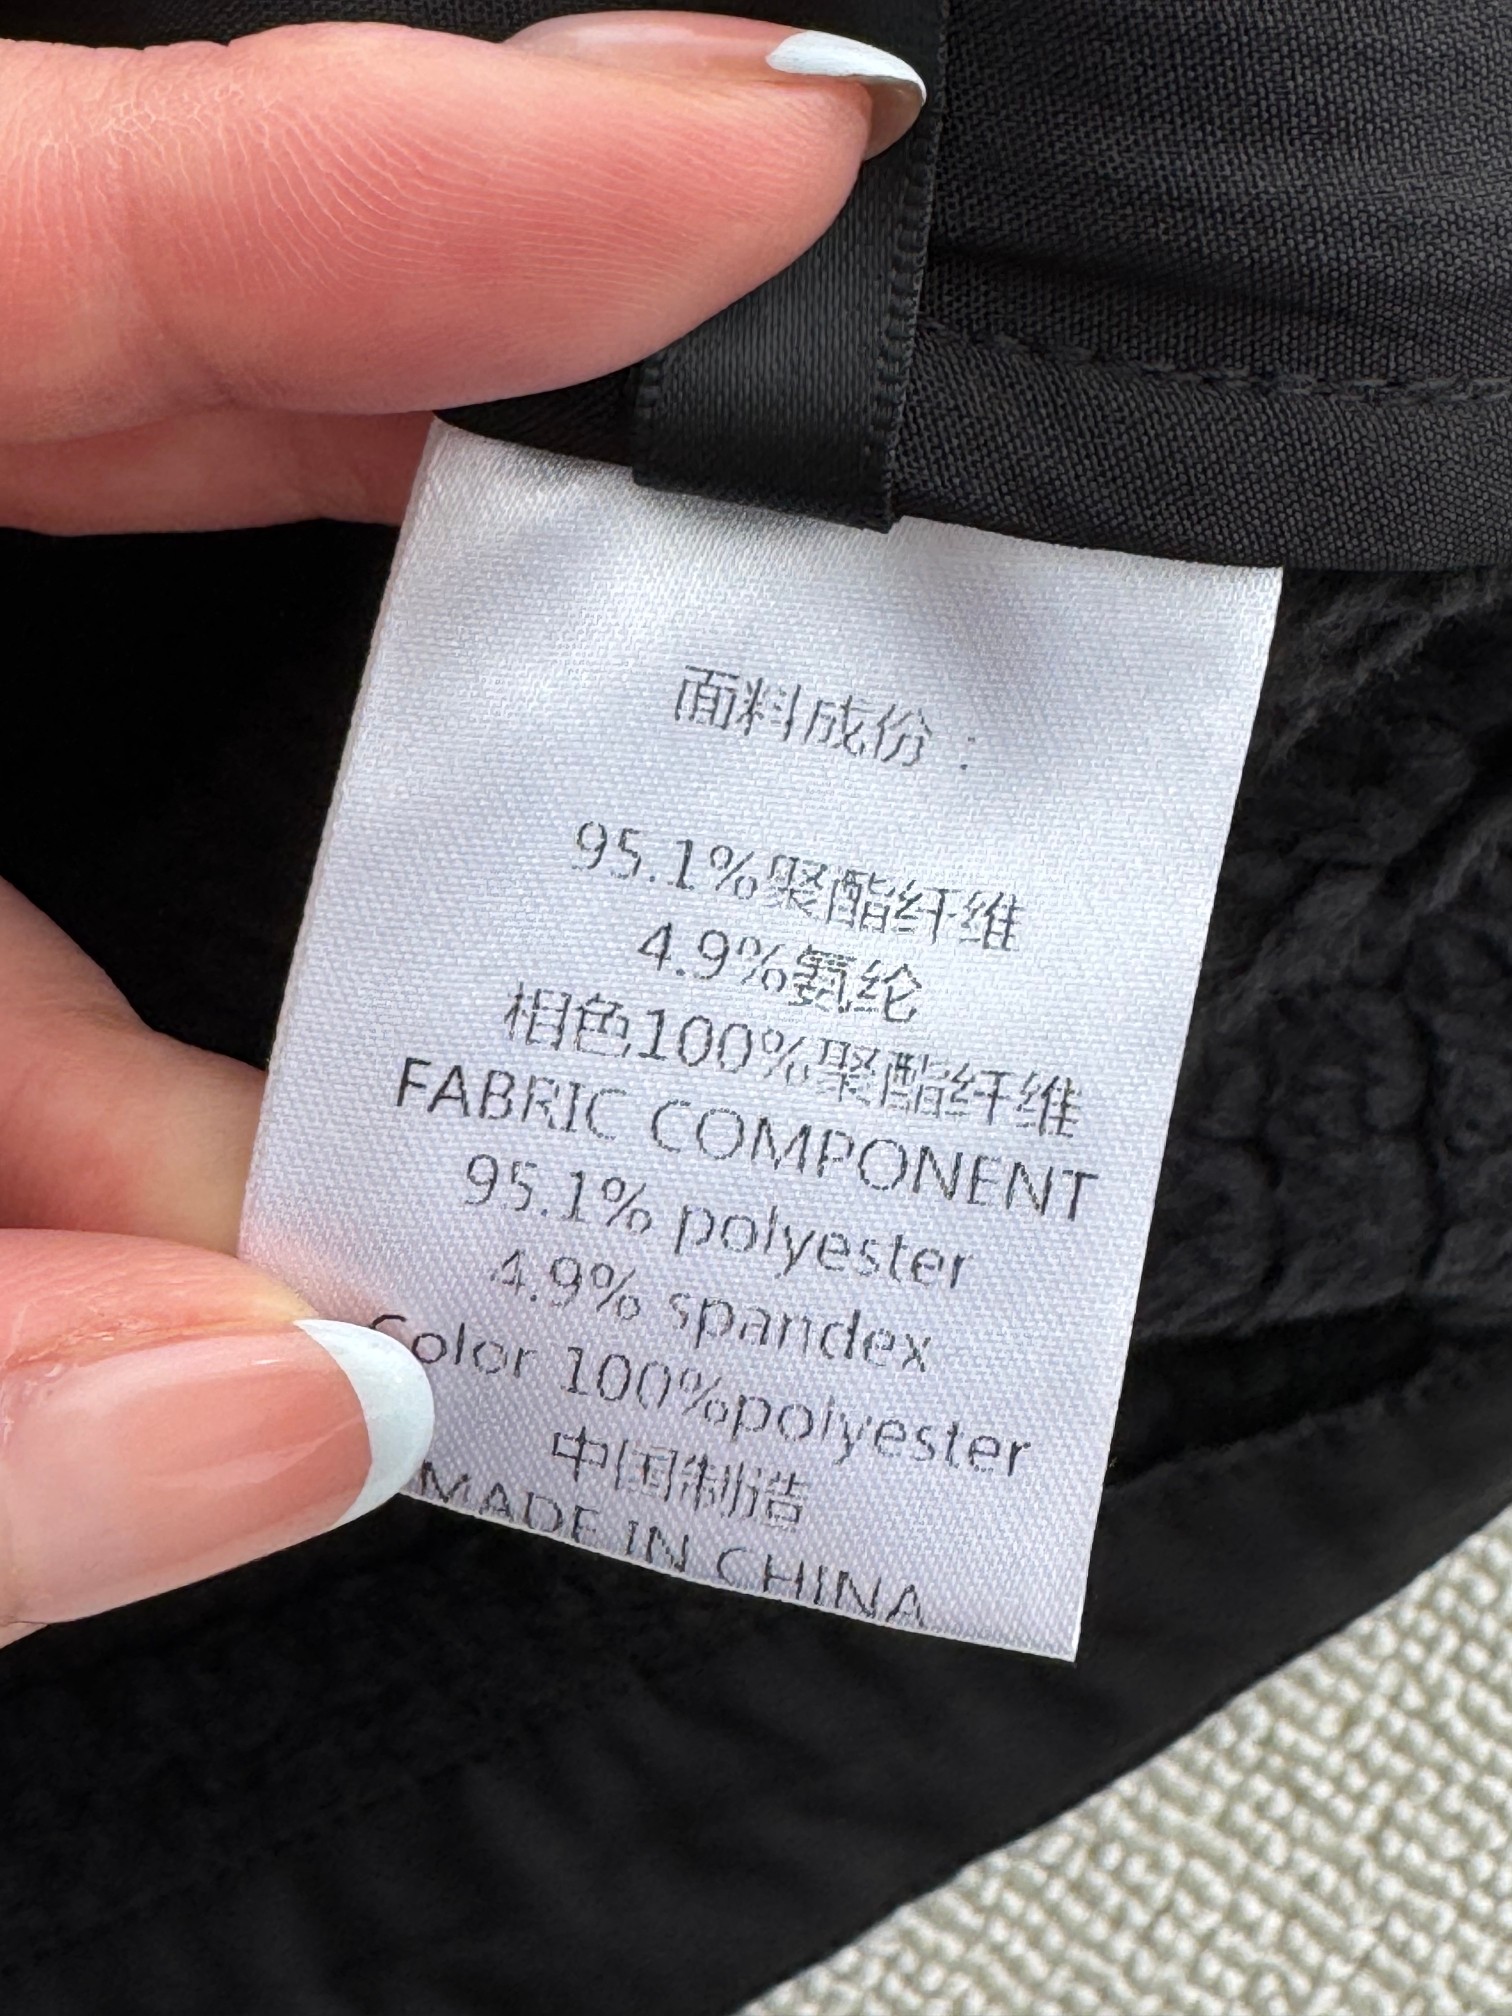 面料成份：
95.1%聚酯纤维
4.9%氨纶
相色100%聚酯纤维
FABRIC COMPONENT
95.1% polyester
4.9% spandex
Color 100%polyester
中国制造
MADE IN CHINA